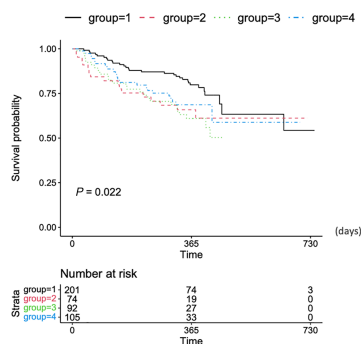 group=1 group=2 group=3 group=4
1.00
0.75
0.50
0.25
0.00
Survival probability
P = 0.022
0 365 730
(days)
Time
Number at risk
Strata
group=1 201 74 3
group=2 74 19 0
group=3 92 27 0
group=4 105 33 0
0 365 730
Time